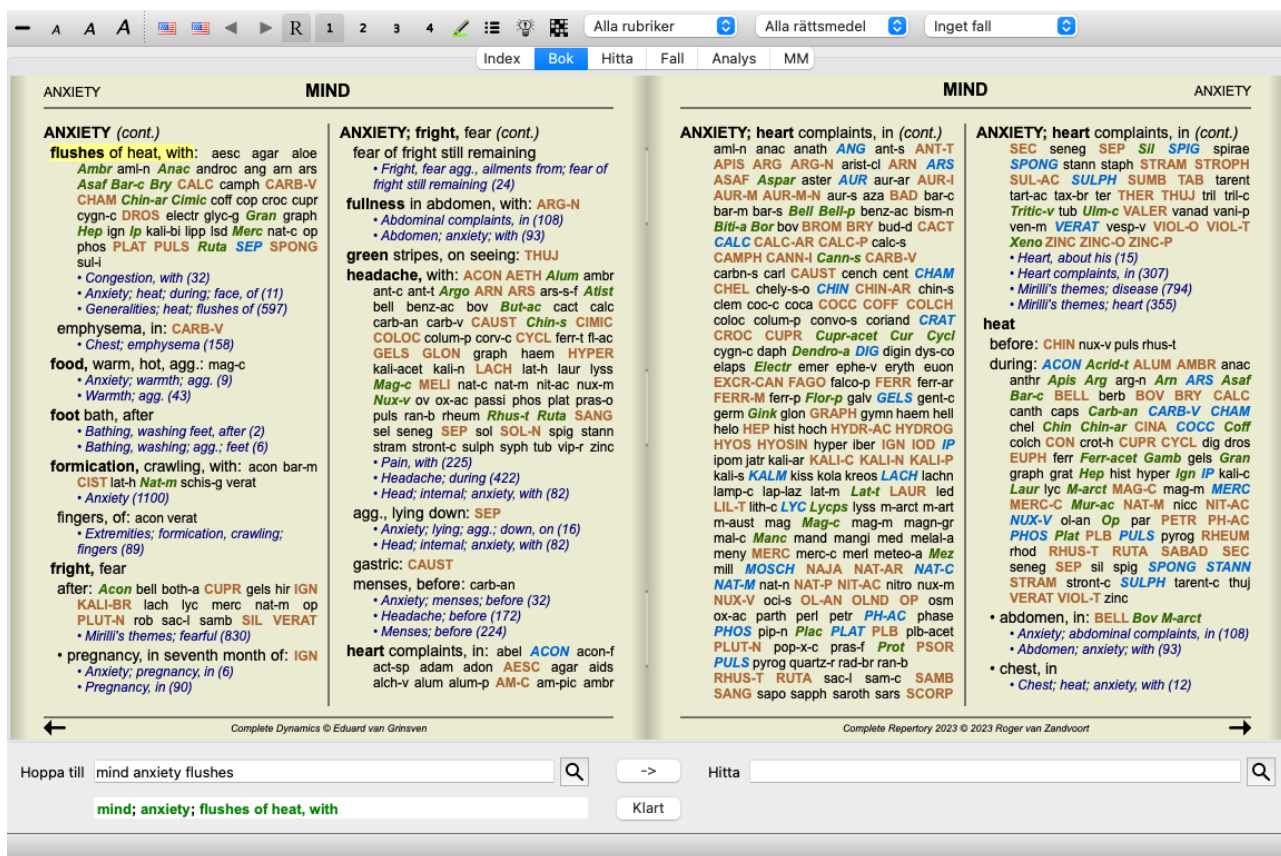 A A A R 1 2 3 4 Alla rubriker Alla rättsmedel Inget fall
Index Bok Hitta Fall Analys MM
ANXIETY MIND
ANXIETY (cont.)
flushes of heat, with: aesc agar aloe
Ambr aml-n Anac androc ang arn ars
Asaf Bar-c Bry CALC camph CARB-V
CHAM Chin-ar Cimic coff cop croc cupr
cygn-c DROS electr glyc-g Gran graph
Hep ign Ip kali-bi lipp lsd Merc nat-c op
phos PLAT PULS Ruta SEP SPONG
sul-i
• Congestion, with (32)
• Anxiety; heat; during; face, of (11)
• Generalities; heat; flushes of (597)
emphysema, in: CARB-V
• Chest; emphysema (158)
food, warm, hot, agg.: mag-c
• Anxiety; warmth; agg. (9)
• Warmth; agg. (43)
foot bath, after
• Bathing, washing feet, after (2)
• Bathing, washing; agg.; feet (6)
formication, crawling, with: acon bar-m
CIST lat-h Nat-m schis-g verat
• Anxiety (1100)
fingers, of: acon verat
• Extremities; formication, crawling;
fingers (89)
fright, fear
after: Acon bell both-a CUPR gels hir IGN
KALI-BR lach lyc merc nat-m op
PLUT-N rob sac-l samb SIL VERAT
• Mirilli's themes; fearful (830)
• pregnancy, in seventh month of: IGN
• Anxiety; pregnancy, in (6)
• Pregnancy, in (90)
ANXIETY; fright, fear (cont.)
fear of fright still remaining
• Fright, fear agg., ailments from; fear of
fright still remaining (24)
fullness in abdomen, with: ARG-N
• Abdominal complaints, in (108)
• Abdomen; anxiety; with (93)
green stripes, on seeing: THUJ
headache, with: ACON AETH Alum ambr
ant-c ant-t Argo ARN ARS ars-s-f Atist
bell benz-ac bov But-ac cact calc
carb-an carb-v CAUST Chin-s CIMIC
COLOC colum-p corv-c CYCL ferr-t fl-ac
GELS GLON graph haem HYPER
kali-acet kali-n LACH lat-h laur lyss
Mag-c MELI nat-c nat-m nit-ac nux-m
Nux-v ov ox-ac passi phos plat pras-o
puls ran-b rheum Rhus-t Ruta SANG
sel seneg SEP sol SOL-N spig stann
stram stront-c sulph syph tub vip-r zinc
• Pain, with (225)
• Headache; during (422)
• Head; internal; anxiety, with (82)
agg., lying down: SEP
• Anxiety; lying; agg.; down, on (16)
• Head; internal; anxiety, with (82)
gastric: CAUST
menses, before: carb-an
• Anxiety; menses; before (32)
• Headache; before (172)
• Menses; before (224)
heart complaints, in: abel ACON acon-f
act-sp adam adon AESC agar aids
alch-v alum alum-p AM-C am-pic ambr
Complete Dynamics © Eduard van Grinsven
MIND ANXIETY
ANXIETY; heart complaints, in (cont.)
aml-n anac anath ANG ant-s ANT-T
APIS ARG ARG-N arist-cl ARN ARS
ASAF Aspar aster AUR aur-ar AUR-I
AUR-M AUR-M-N aur-s aza BAD bar-c
bar-m bar-s Bell Bell-p benz-ac bism-n
Biti-a Bor bov BROM BRY bud-d CACT
CALC CALC-AR CALC-P calc-s
CAMPH CANN-I Cann-s CARB-V
carbn-s carl CAUST cench cent CHAM
CHEL chely-s-o CHIN CHIN-AR chin-s
clem coc-c coca COCC COFF COLCH
coloc colum-p convo-s coriand CRAT
CROC CUPR Cupr-acet Cur Cycl
cygn-c daph Dendro-a DIG digin dys-co
elaps Electr emer ephe-v eryth euon
EXCR-CAN FAGO falco-p FERR ferr-ar
FERR-M ferr-p Flor-p galv GELS gent-c
germ Gink glon GRAPH gymn haem hell
helo HEP hist hoch HYDR-AC HYDROG
HYOS HYOSIN hyper iber IGN IOD IP
ipom jatr kali-ar KALI-C KALI-N KALI-P
kali-s KALM kiss kola kreos LACH lachn
lamp-c lap-laz lat-m Lat-t LAUR led
LIL-T lith-c LYC Lycps lyss m-arct m-art
m-aust mag Mag-c mag-m magn-gr
mal-c Manc mand mangi med melal-a
meny MERC merc-c merl meteo-a Mez
mill MOSCH NAJA NAT-AR NAT-C
NAT-M nat-n NAT-P NIT-AC nitro nux-m
NUX-V oci-s OL-AN OLND OP osm
ox-ac parth perl petr PH-AC phase
PHOS pip-n Plac PLAT PLB plb-acet
PLUT-N pop-x-c pras-f Prot PSOR
PULS pyrog quartz-r rad-br ran-b
RHUS-T RUTA sac-l sam-c SAMB
SANG sapo sapph saroth sars SCORP
ANXIETY; heart complaints, in (cont.)
SEC seneg SEP Sil SPIG spirae
SPONG stann staph STRAM STROPH
SUL-AC SULPH SUMB TAB tarent
tart-ac tax-br ter THER THUJ tril tril-c
Tritic-v tub Ulm-c VALER vanad vani-p
ven-m VERAT vesp-v VIOL-O VIOL-T
Xeno ZINC ZINC-O ZINC-P
• Heart, about his (15)
• Heart complaints, in (307)
• Mirilli's themes; disease (794)
• Mirilli's themes; heart (355)
heat
before: CHIN nux-v puls rhus-t
during: ACON Acrid-t ALUM AMBR anac
anthr Apis Arg arg-n Arn ARS Asaf
Bar-c BELL berb BOV BRY CALC
canth caps Carb-an CARB-V CHAM
chel Chin Chin-ar CINA COCC Coff
colch CON crot-h CUPR CYCL dig dros
EUPH ferr Ferr-acet Gamb gels Gran
graph grat Hep hist hyper Ign IP kali-c
Laur lyc M-arct MAG-C mag-m MERC
MERC-C Mur-ac NAT-M nicc NIT-AC
NUX-V ol-an Op par PETR PH-AC
PHOS Plat PLB PULS pyrog RHEUM
rhod RHUS-T RUTA SABAD SEC
seneg SEP sil spig SPONG STANN
STRAM stront-c SULPH tarent-c thuj
VERAT VIOL-T zinc
• abdomen, in: BELL Bov M-arct
• Anxiety; abdominal complaints, in (108)
• Abdomen; anxiety; with (93)
• chest, in
• Chest; heat; anxiety, with (12)
Complete Repertory 2023 © 2023 Roger van Zandvoort
Hoppa till mind anxiety flushes -> Hitta
mind; anxiety; flushes of heat, with Klart